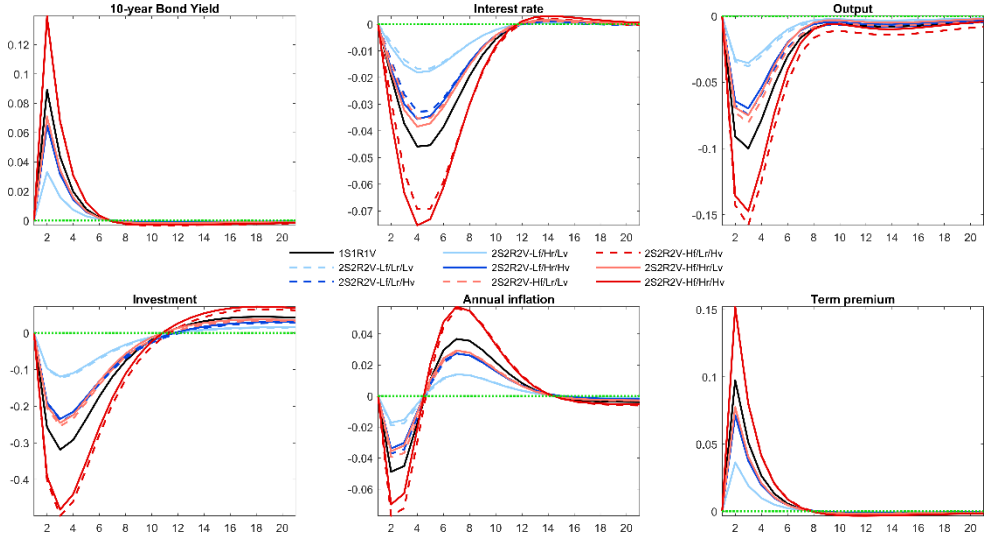 10-year Bond Yield
0.12
0.1
0.08
0.06
0.04
0.02
0
2 4 6 8 10 12 14 16 18 20
Interest rate
0
-0.01
-0.02
-0.03
-0.04
-0.05
-0.06
-0.07
2 4 6 8 10 12 14 16 18 20
Output
0
-0.05
-0.1
-0.15
2 4 6 8 10 12 14 16 18 20
1S1R1V
2S2R2V-Lf/Lr/Lv
2S2R2V-Lf/Lr/Hv
2S2R2V-Lf/Hr/Lv
2S2R2V-Lf/Hr/Hv
2S2R2V-Hf/Lr/Lv
2S2R2V-Hf/Lr/Hv
2S2R2V-Hf/Hr/Lv
2S2R2V-Hf/Hr/Hv
Investment
0
-0.1
-0.2
-0.3
-0.4
2 4 6 8 10 12 14 16 18 20
Annual inflation
0.04
0.02
0
-0.02
-0.04
-0.06
2 4 6 8 10 12 14 16 18 20
Term premium
0.15
0.1
0.05
0
2 4 6 8 10 12 14 16 18 20